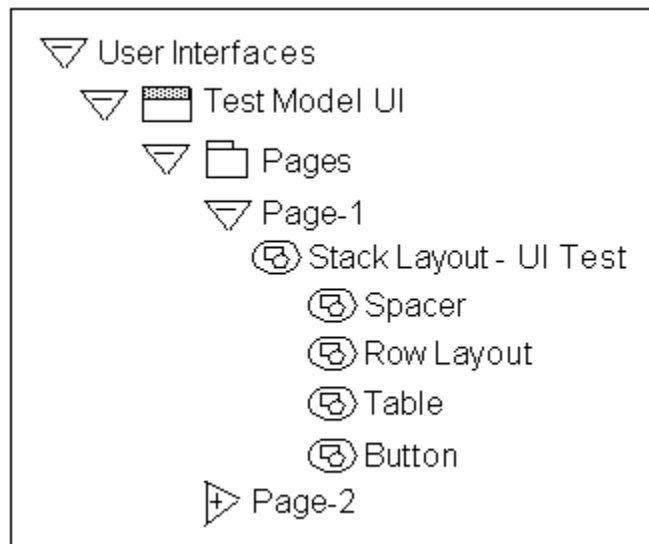 User Interfaces
Test Model UI
Pages
Page-1
Stack Layout - UI Test
Spacer
Row Layout
Table
Button
Page-2